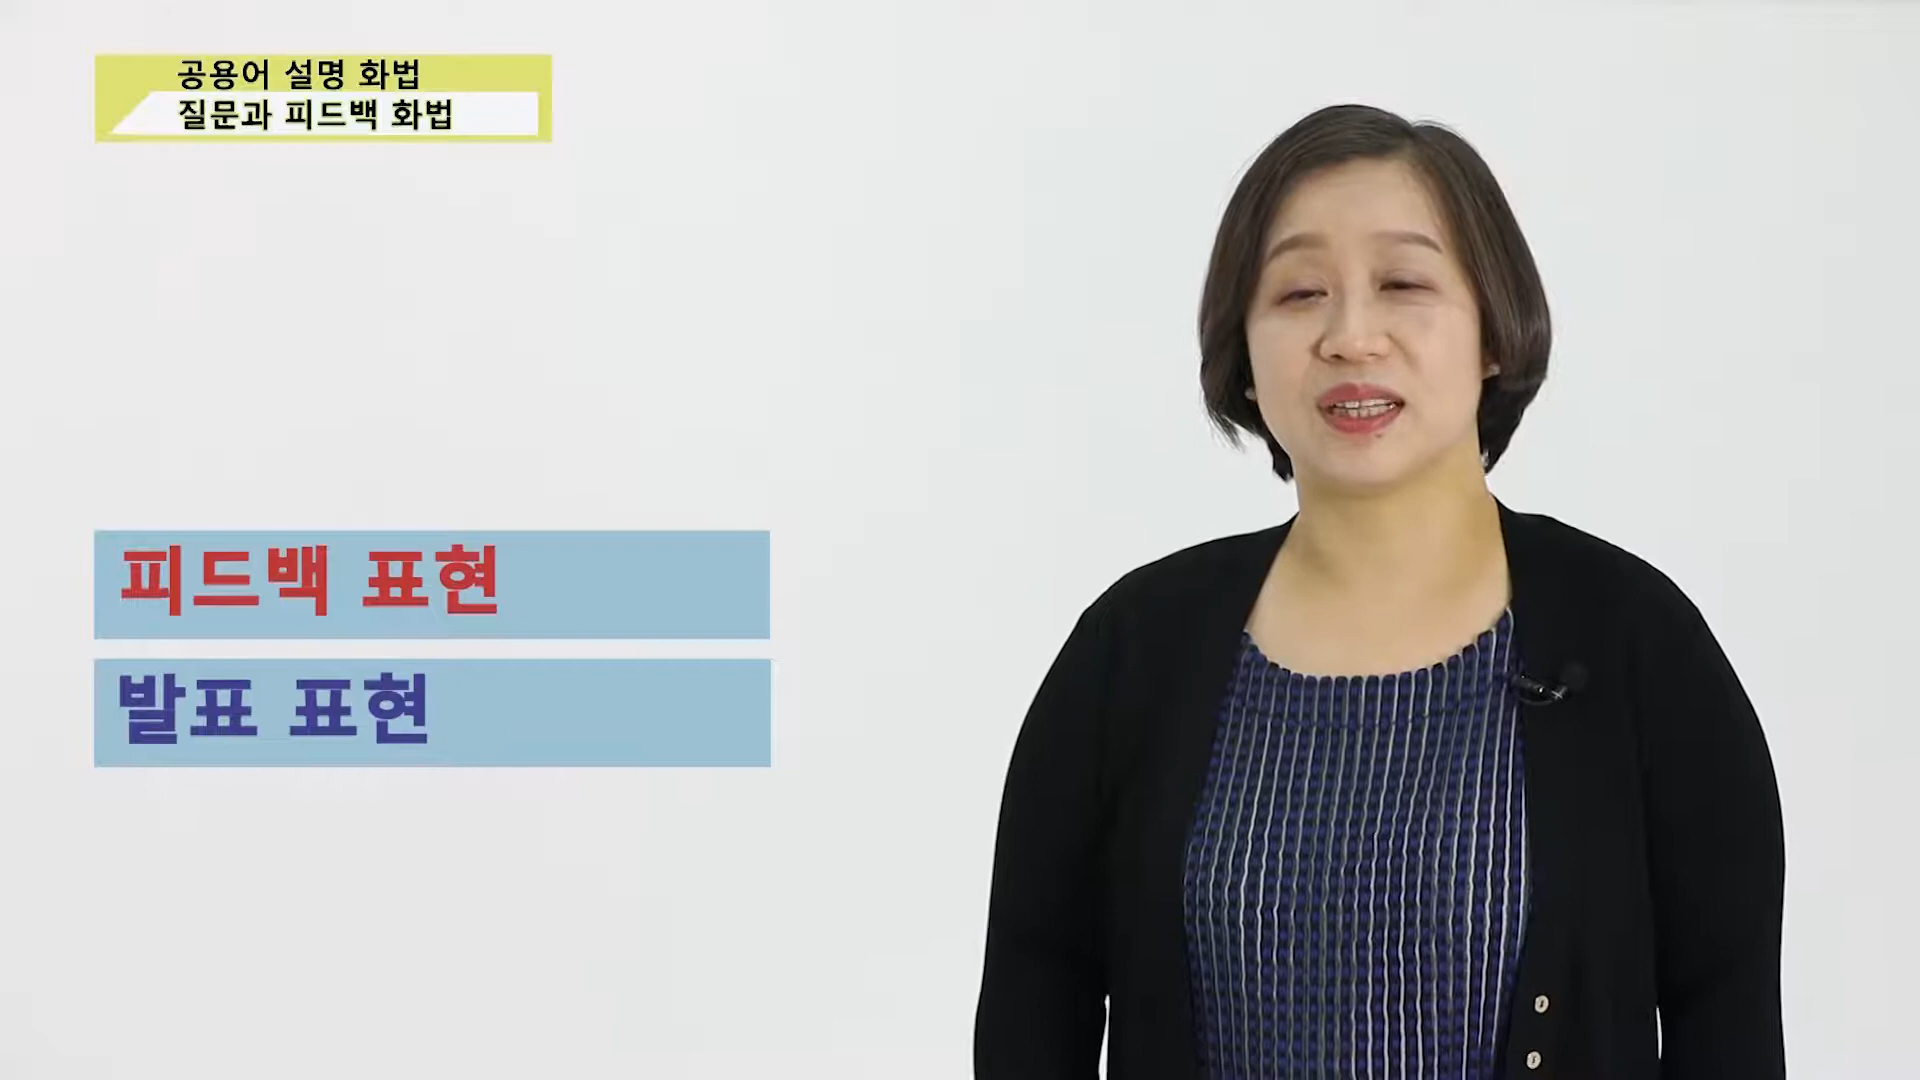 공용어 설명 화법
질문과 피드백 화법
피드백 표현
발표 표현